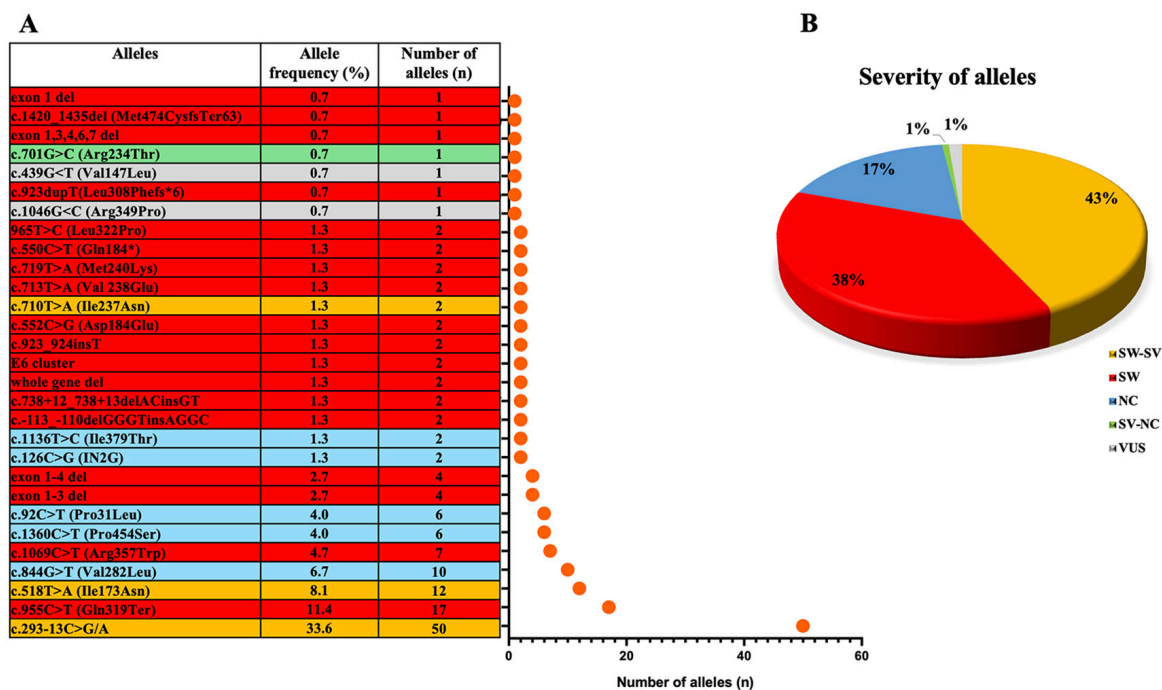 A
Alleles Allele frequency (%) Number of alleles (n)
exon 1 del 0.7 1
c.1420_1435del (Met474CysfsTer63) 0.7 1
exon 1,3,4,6,7 del 0.7 1
c.701G>C (Arg234Thr) 0.7 1
c.439G<T (Val147Leu) 0.7 1
c.923dupT(Leu308Phefs*6) 0.7 1
c.1046G<C (Arg349Pro) 0.7 1
965T>C (Leu322Pro) 1.3 2
c.550C>T (Gln184*) 1.3 2
c.719T>A (Met240Lys) 1.3 2
c.713T>A (Val 238Glu) 1.3 2
c.710T>A (Ile237Asn) 1.3 2
c.552C>G (Asp184Glu) 1.3 2
c.923_924insT 1.3 2
E6 cluster 1.3 2
whole gene del 1.3 2
c.738+12_738+13delACinsGT 1.3 2
c.-113_-110delGGGTinsAGGC 1.3 2
c.1136T>C (Ile379Thr) 1.3 2
c.126C>G (IN2G) 1.3 2
exon 1-4 del 2.7 4
exon 1-3 del 2.7 4
c.92C>T (Pro31Leu) 4.0 6
c.1360C>T (Pro454Ser) 4.0 6
c.1069C>T (Arg357Trp) 4.7 7
c.844G>T (Val282Leu) 6.7 10
c.518T>A (Ile173Asn) 8.1 12
c.955C>T (Gln319Ter) 11.4 17
c.293-13C>G/A 33.6 50
0 20 40 60
Number of alleles (n)
B
Severity of alleles
1% 1%
17%
43%
38%
SW-SV
SW
NC
SV-NC
VUS